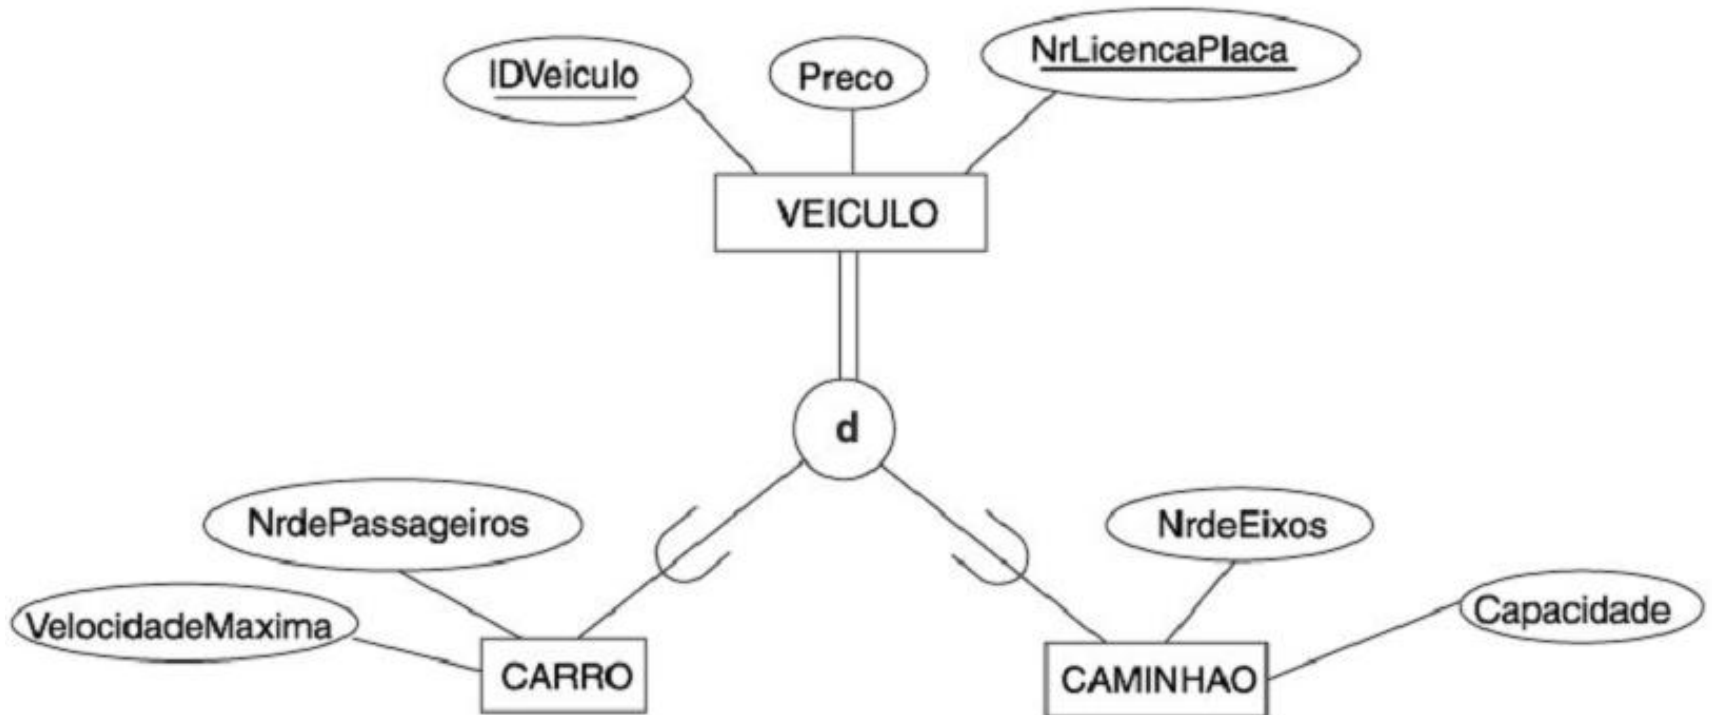 IDVeiculo
Preco
NrLicencaPlaca
VEICULO
d
NrdePassageiros
NrdeEixos
VelocidadeMaxima
Capacidade
CARRO
CAMINHAO